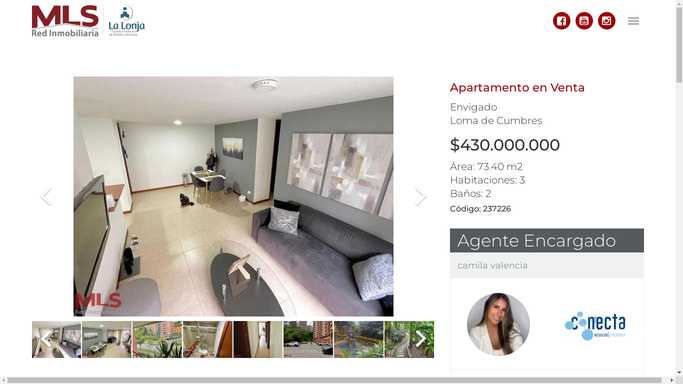 MLS
Red Inmobiliaria
La Lonja
Apartamento en Venta
Envigado
Loma de Cumbres
$430.000.000
Área: 73.40 m2
Habitaciones: 3
Baños: 2
Código: 237226
Agente Encargado
camila valencia
MLS
conecta